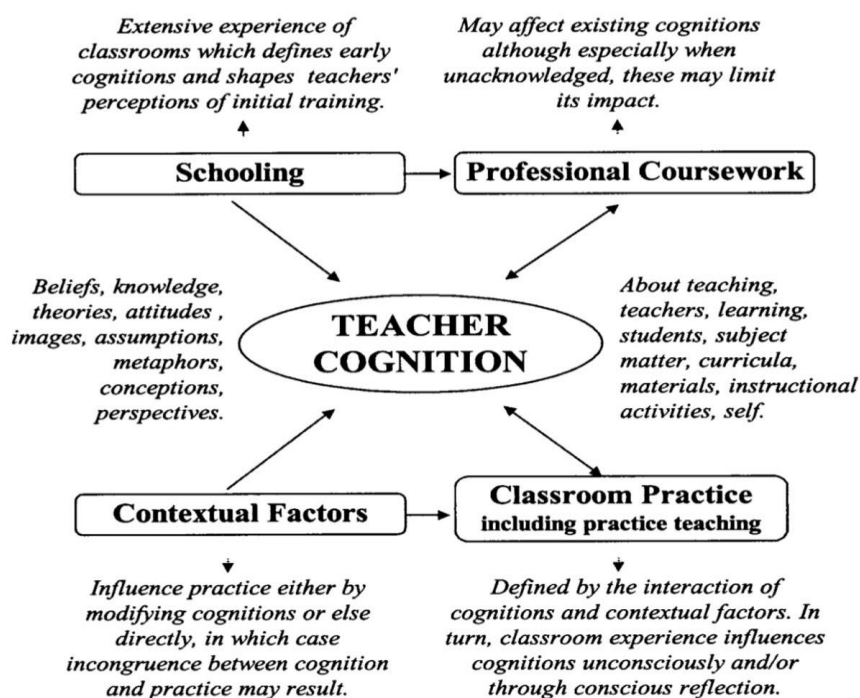 Extensive experience of
classrooms which defines early
cognitions and shapes teachers'
perceptions of initial training.
May affect existing cognitions
although especially when
unacknowledged, these may limit
its impact.
Schooling
Professional Coursework
Beliefs, knowledge,
theories, attitudes ,
images, assumptions,
metaphors,
conceptions,
perspectives.
TEACHER
COGNITION
About teaching,
teachers, learning,
students, subject
matter, curricula,
materials, instructional
activities, self.
Contextual Factors
Classroom Practice
including practice teaching
Influence practice either by
modifying cognitions or else
directly, in which case
incongruence between cognition
and practice may result.
Defined by the interaction of
cognitions and contextual factors. In
turn, classroom experience influences
cognitions unconsciously and/or
through conscious reflection.